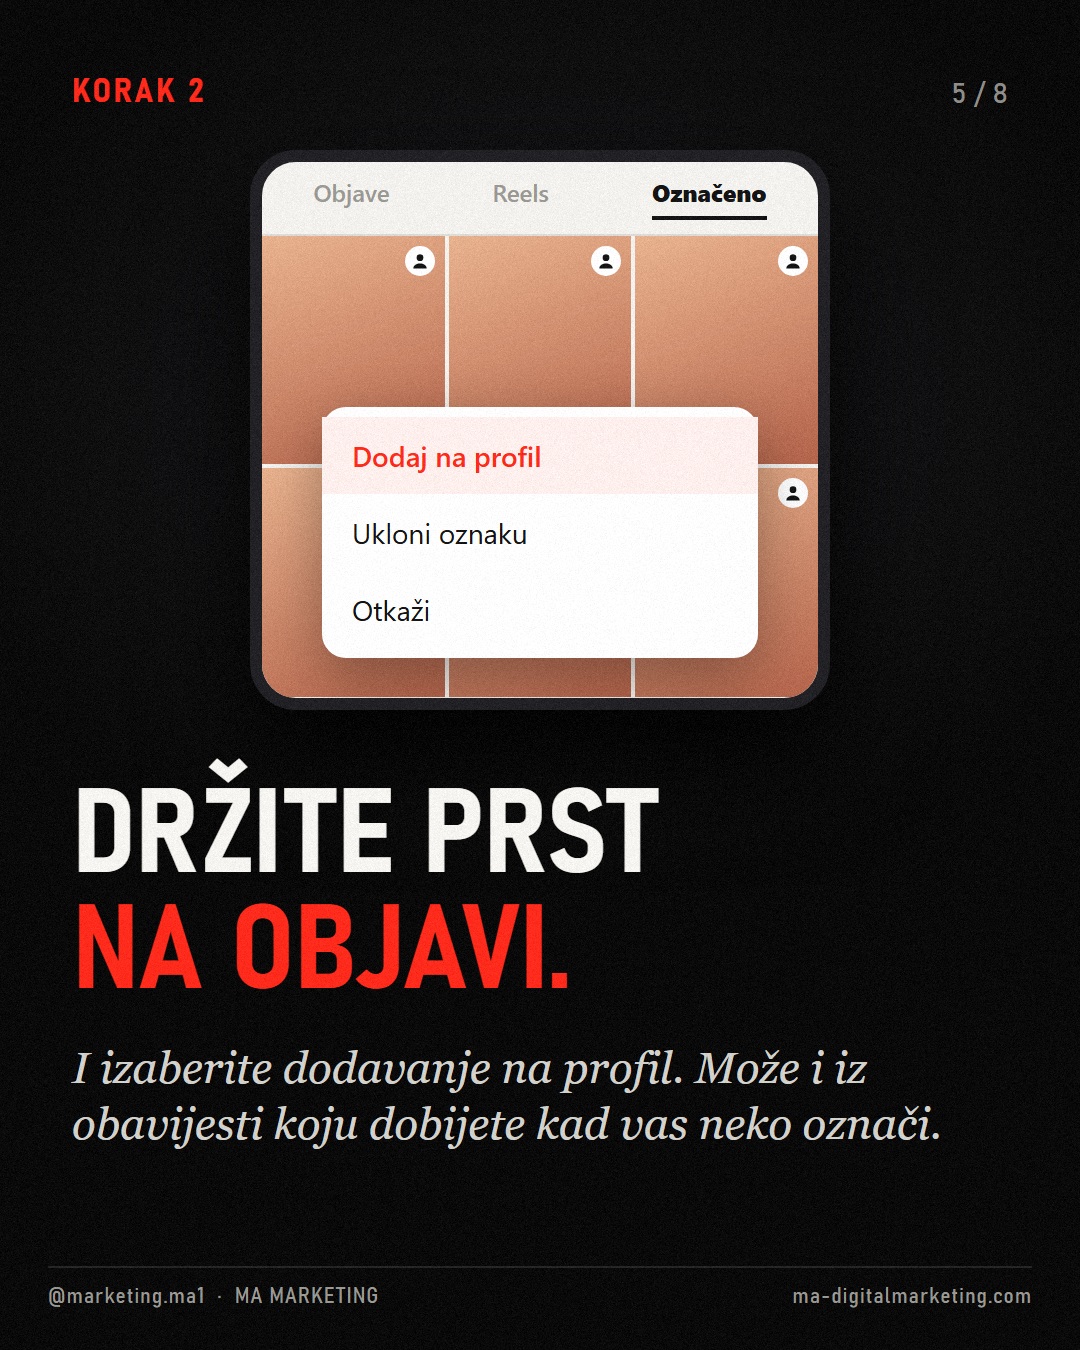 KORAK 2
5 / 8
Objave Reels Označeno
Dodaj na profil
Ukloni oznaku
Otkaži
DRŽITE PRST
NA OBJAVI.
I izaberite dodavanje na profil. Može i iz
obavijesti koju dobijete kad vas neko označi.
@marketing.ma1 · MA MARKETING
ma-digitalmarketing.com